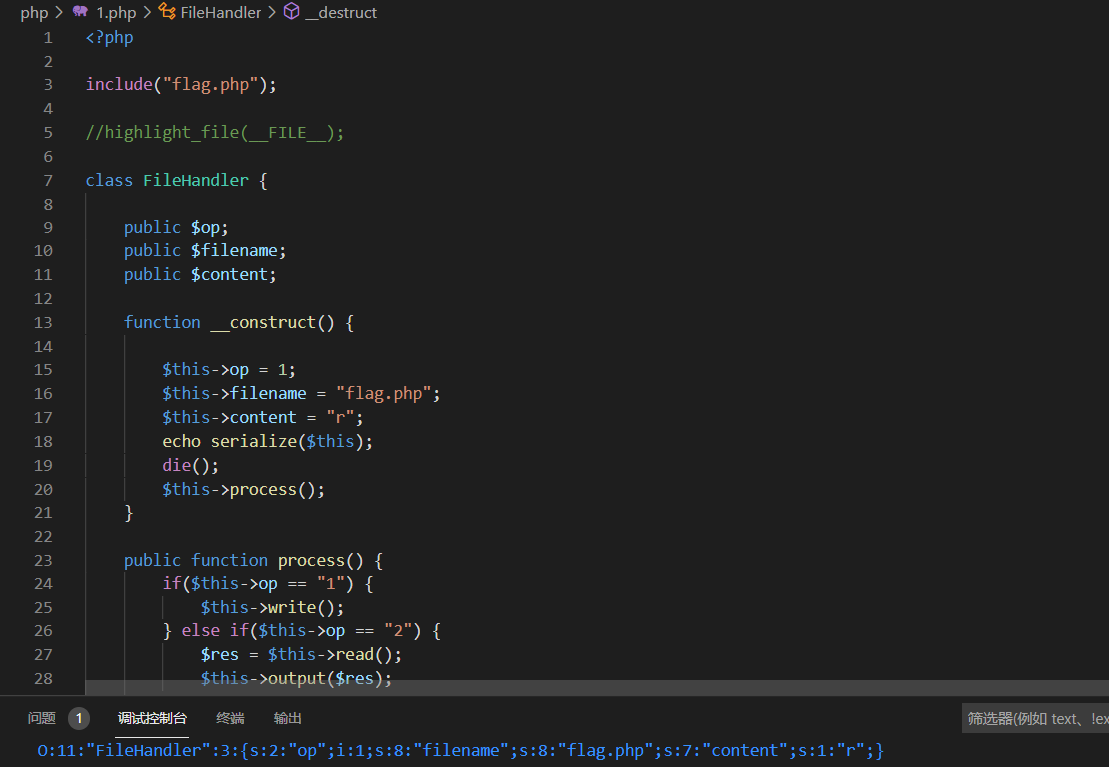 php > 1.php > FileHandler > __destruct
1 <?php
2
3 include("flag.php");
4
5 //highlight_file(__FILE__);
6
7 class FileHandler {
8
9 public $op;
10 public $filename;
11 public $content;
12
13 function __construct() {
14
15 $this->op = 1;
16 $this->filename = "flag.php";
17 $this->content = "r";
18 echo serialize($this);
19 die();
20 $this->process();
21 }
22
23 public function process() {
24 if($this->op == "1") {
25 $this->write();
26 } else if($this->op == "2") {
27 $res = $this->read();
28 $this->output($res);
问题 1 调试控制台 终端 输出 筛选器(例如 text、!ex
O:11:"FileHandler":3:{s:2:"op";i:1;s:8:"filename";s:8:"flag.php";s:7:"content";s:1:"r";}